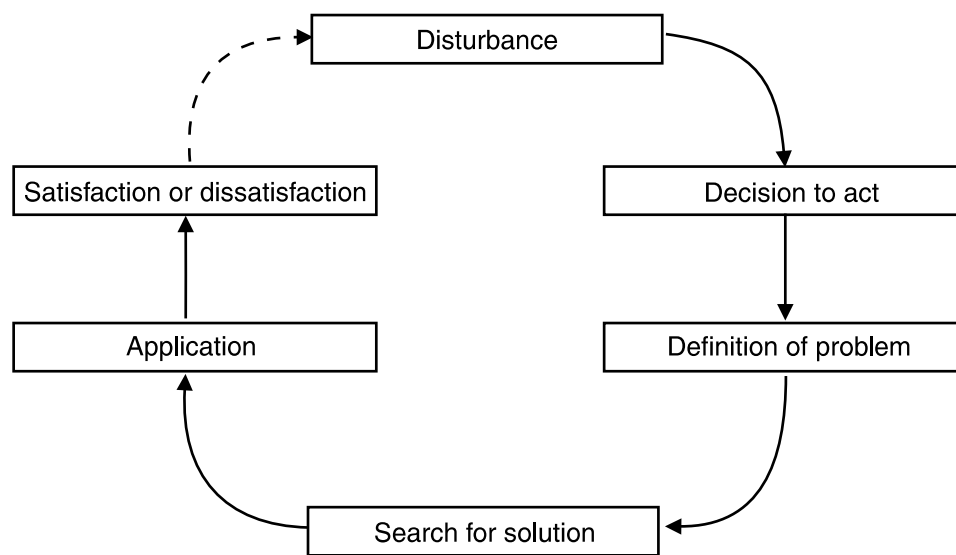 Disturbance
Decision to act
Definition of problem
Search for solution
Application
Satisfaction or dissatisfaction